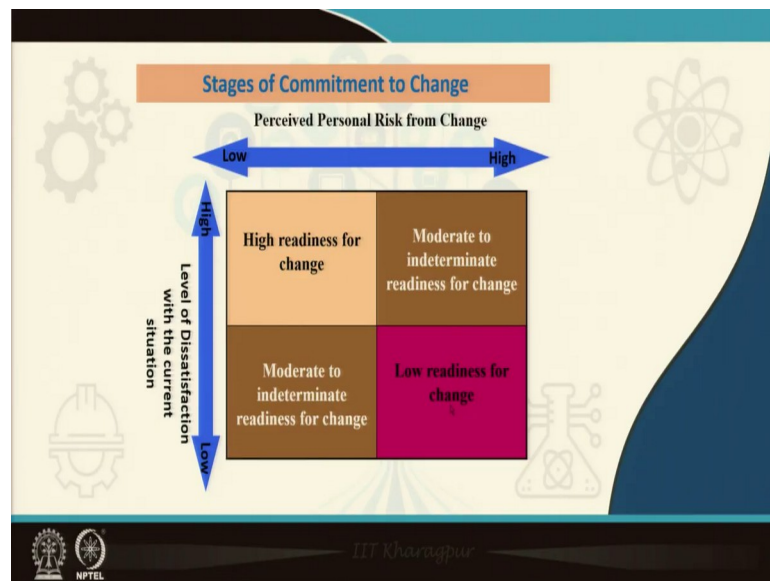 Stages of Commitment to Change
Perceived Personal Risk from Change
Low
High
High
Level of Dissatisfaction
with the current
situation
Low
High readiness for
change
Moderate to
indeterminate
readiness for change
Moderate to
indeterminate
readiness for change
Low readiness for
change
NPTEL
IIT Kharagpur